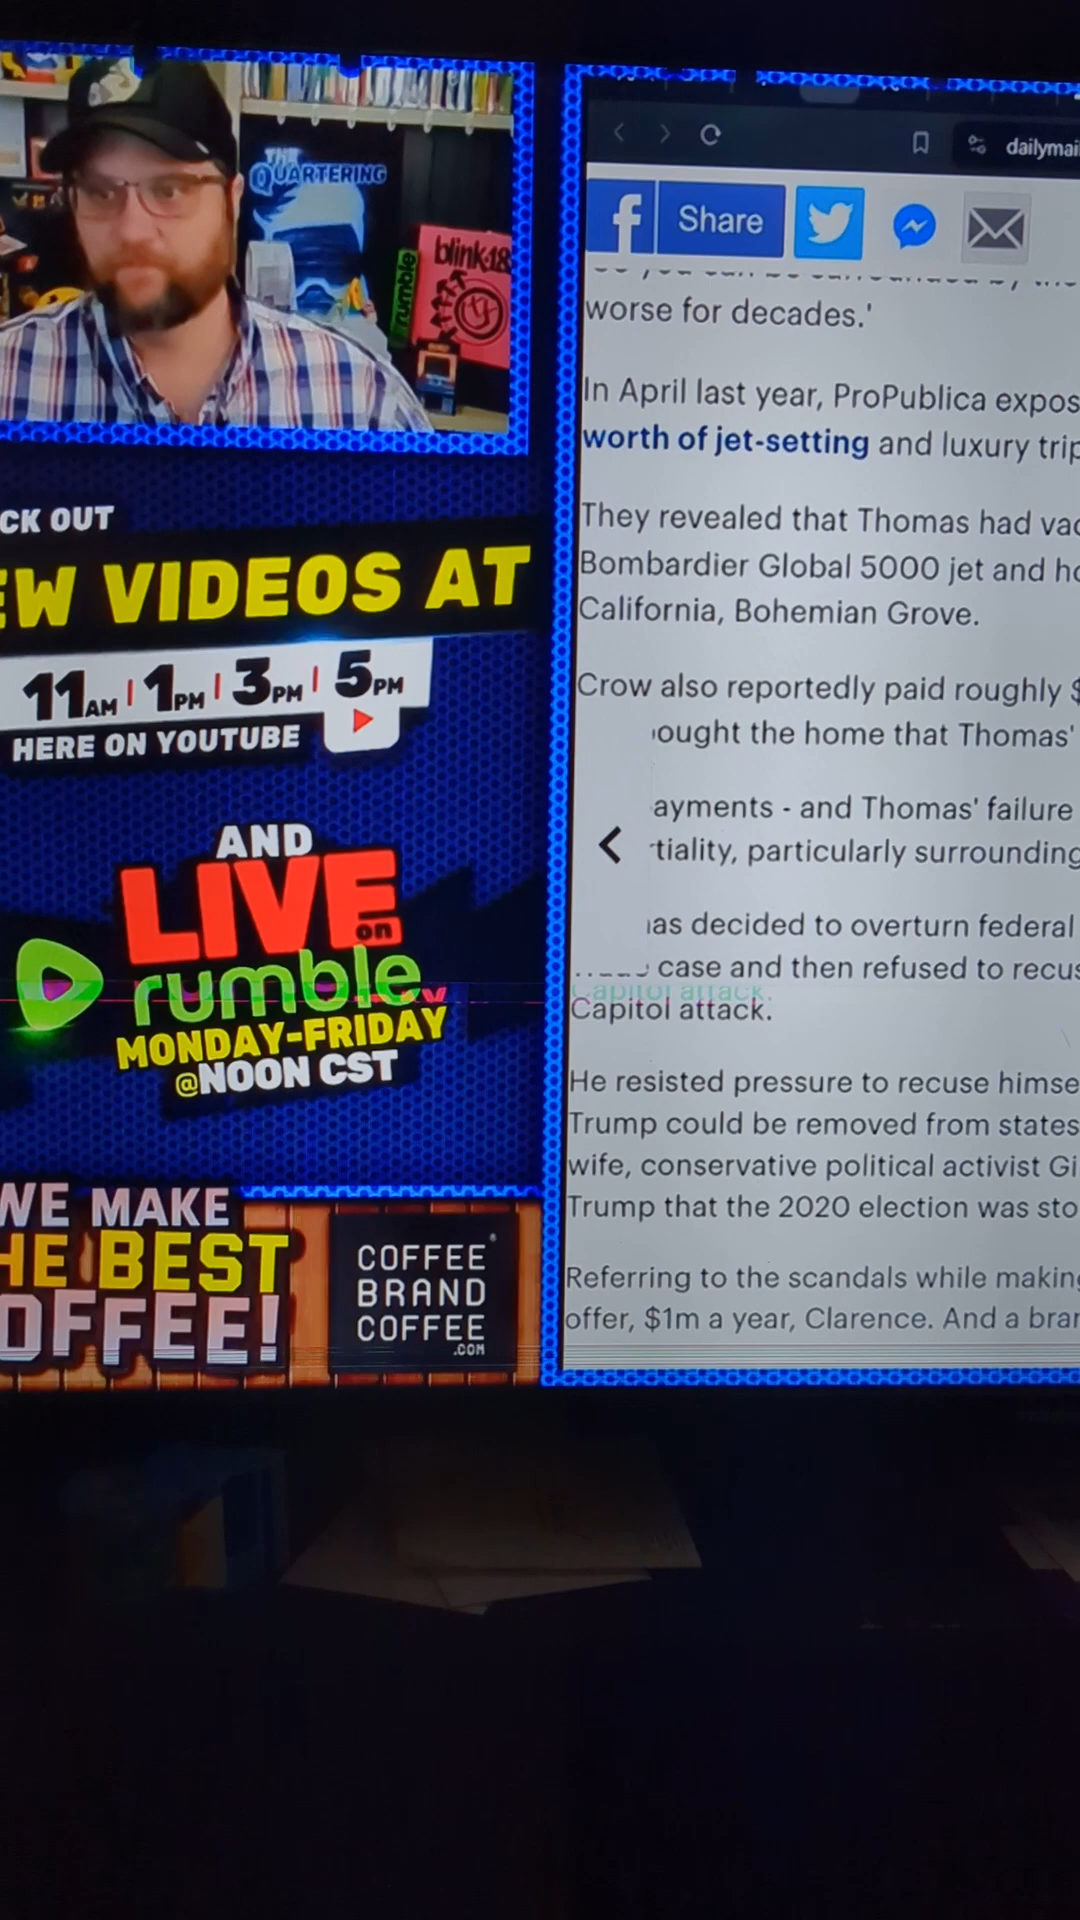 THE
QUARTERING
rumble
blink-18
CK OUT
EW VIDEOS AT
11AM | 1PM | 3PM | 5PM
HERE ON YOUTUBE
AND
LIVE
on
rumble
MONDAY-FRIDAY
@NOON CST
WE MAKE
HE BEST
OFFEE!
COFFEE
BRAND
COFFEE
.COM
dailymai
f Share
worse for decades.'
In April last year, ProPublica expos
worth of jet-setting and luxury trip
They revealed that Thomas had vac
Bombardier Global 5000 jet and ho
California, Bohemian Grove.
Crow also reportedly paid roughly $
ought the home that Thomas'
ayments - and Thomas' failure
tiality, particularly surrounding
as decided to overturn federal
case and then refused to recus
Capitol attack.
Capitol attack.
He resisted pressure to recuse himse
Trump could be removed from states
wife, conservative political activist Gi
Trump that the 2020 election was sto
Referring to the scandals while making
offer, $1m a year, Clarence. And a bran